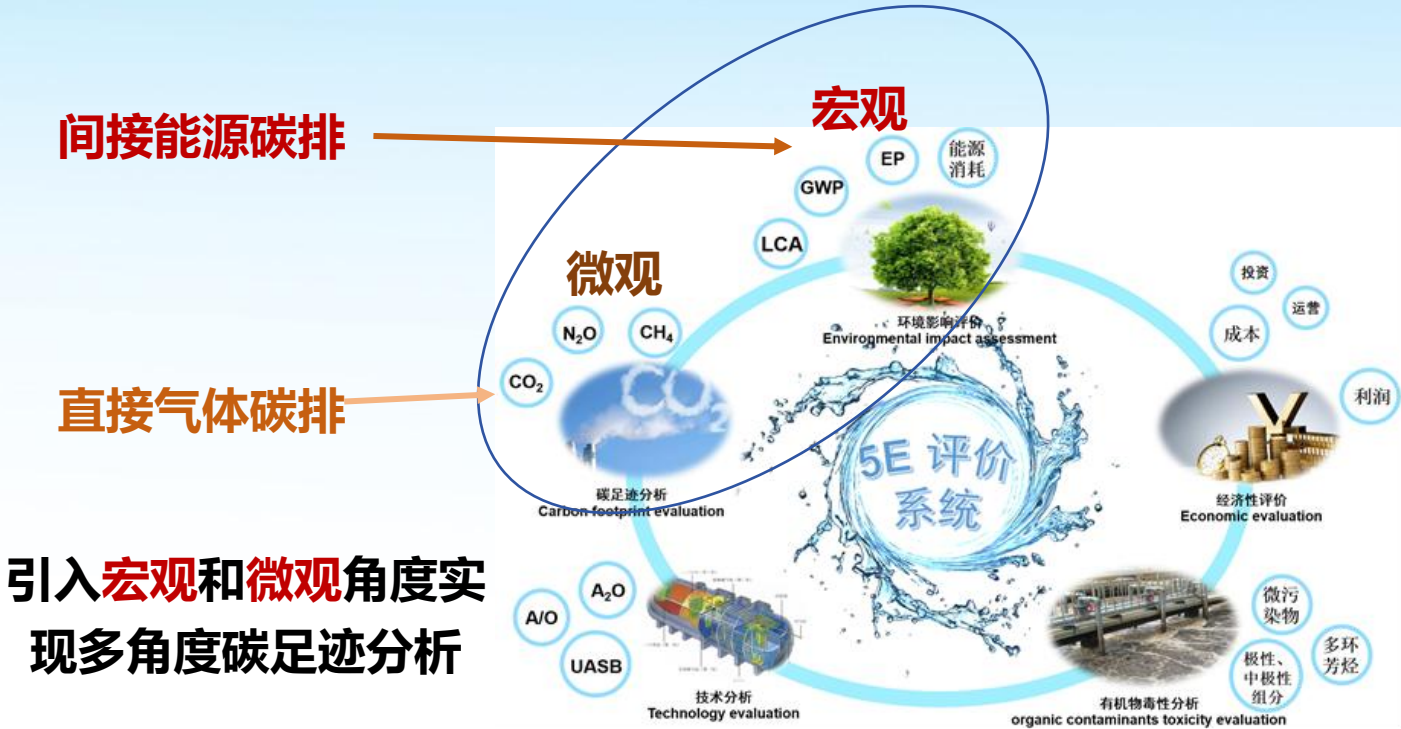 间接能源碳排
宏观
EP
能源
消耗
GWP
LCA
微观
N₂O
CH₄
CO₂
直接气体碳排
CO₂
环境影响评价
Environmental impact assessment
投资
运营
成本
利润
碳足迹分析
Carbon footprint evaluation
5E 评价
系统
经济性评价
Economic evaluation
引入宏观和微观角度实
现多角度碳足迹分析
A₂O
A/O
UASB
技术分析
Technology evaluation
微污
染物
多环
芳烃
极性、
中极性
组分
有机物毒性分析
organic contaminants toxicity evaluation